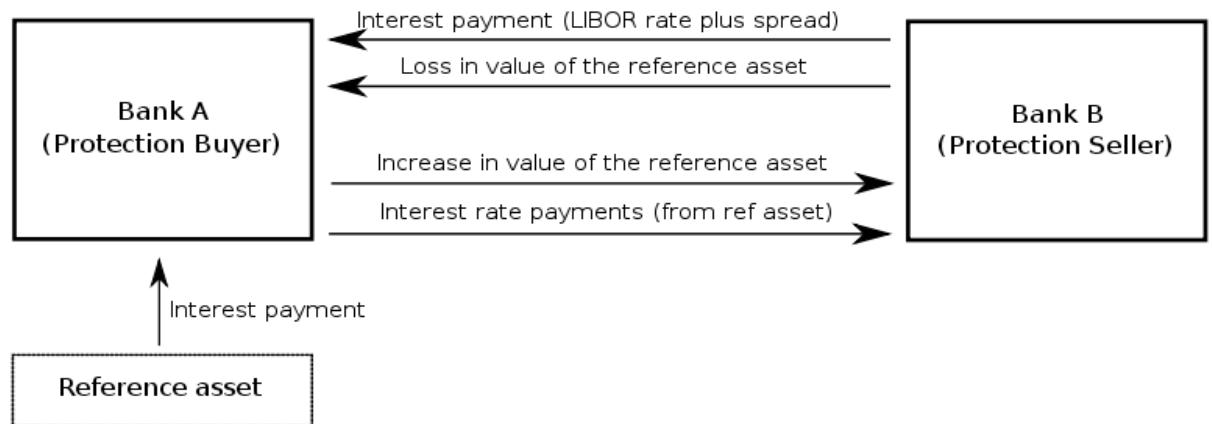 Interest payment (LIBOR rate plus spread)
Loss in value of the reference asset
Bank A
(Protection Buyer)
Bank B
(Protection Seller)
Increase in value of the reference asset
Interest rate payments (from ref asset)
Interest payment
Reference asset